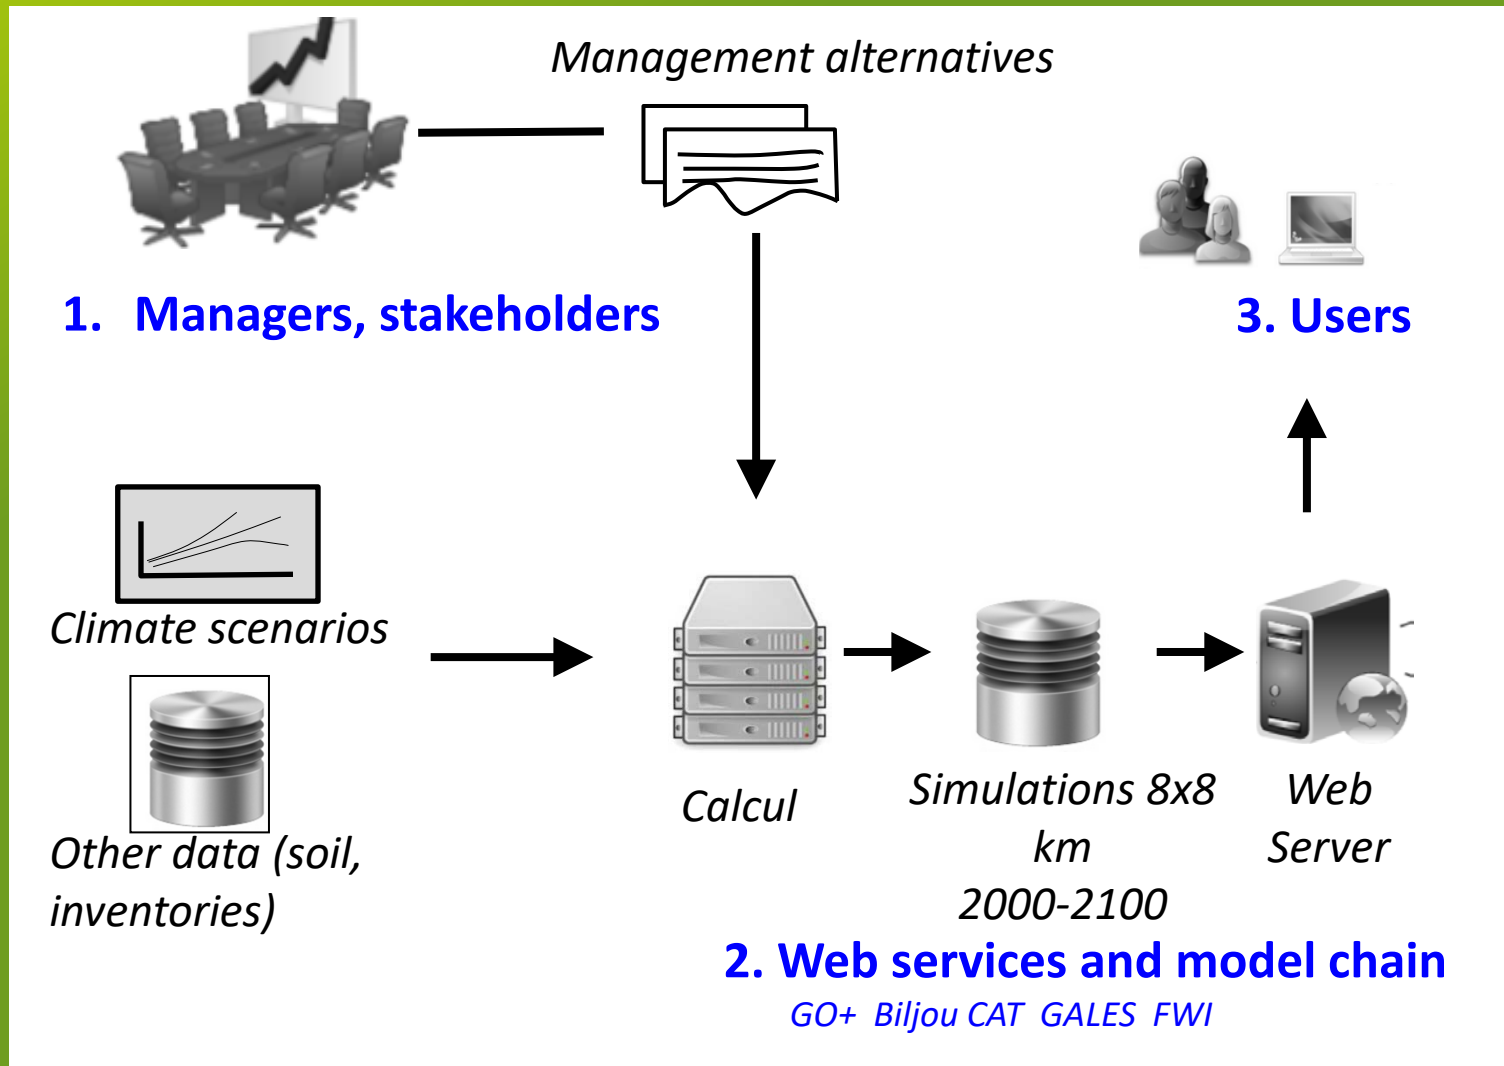 Management alternatives
1. Managers, stakeholders
3. Users
Climate scenarios
Other data (soil,
inventories)
Calcul
Simulations 8x8
km
2000-2100
Web
Server
2. Web services and model chain
GO+ Biljou CAT GALES FWI